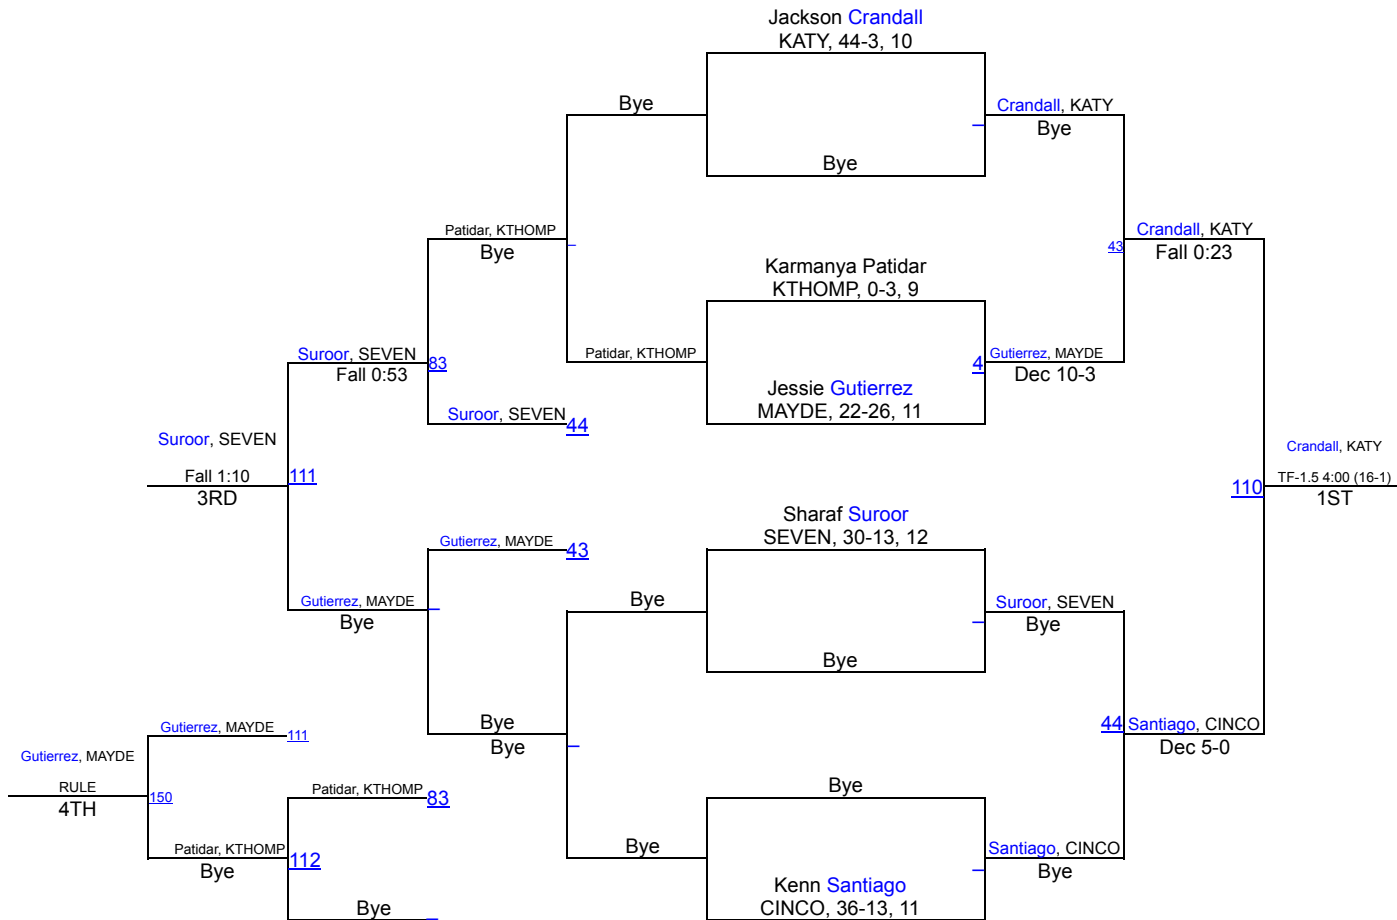 Jackson Crandall
KATY, 44-3, 10
Bye
Crandall, KATY
Bye
Bye
Patidar, KTHOMP
Bye
Crandall, KATY
43
Fall 0:23
Karmanya Patidar
KTHOMP, 0-3, 9
Suroor, SEVEN
83
Fall 0:53
Patidar, KTHOMP
4
Gutierrez, MAYDE
Dec 10-3
Jessie Gutierrez
MAYDE, 22-26, 11
Suroor, SEVEN
44
Suroor, SEVEN
Fall 1:10
111
3RD
Crandall, KATY
110
TF-1.5 4:00 (16-1)
1ST
Sharaf Suroor
SEVEN, 30-13, 12
Gutierrez, MAYDE
43
Gutierrez, MAYDE
Bye
Bye
Suroor, SEVEN
Bye
Bye
Bye
Bye
44
Santiago, CINCO
Dec 5-0
Gutierrez, MAYDE
111
Gutierrez, MAYDE
RULE
150
4TH
Patidar, KTHOMP
83
Bye
Patidar, KTHOMP
112
Bye
Bye
Santiago, CINCO
Bye
Kenn Santiago
CINCO, 36-13, 11
Bye